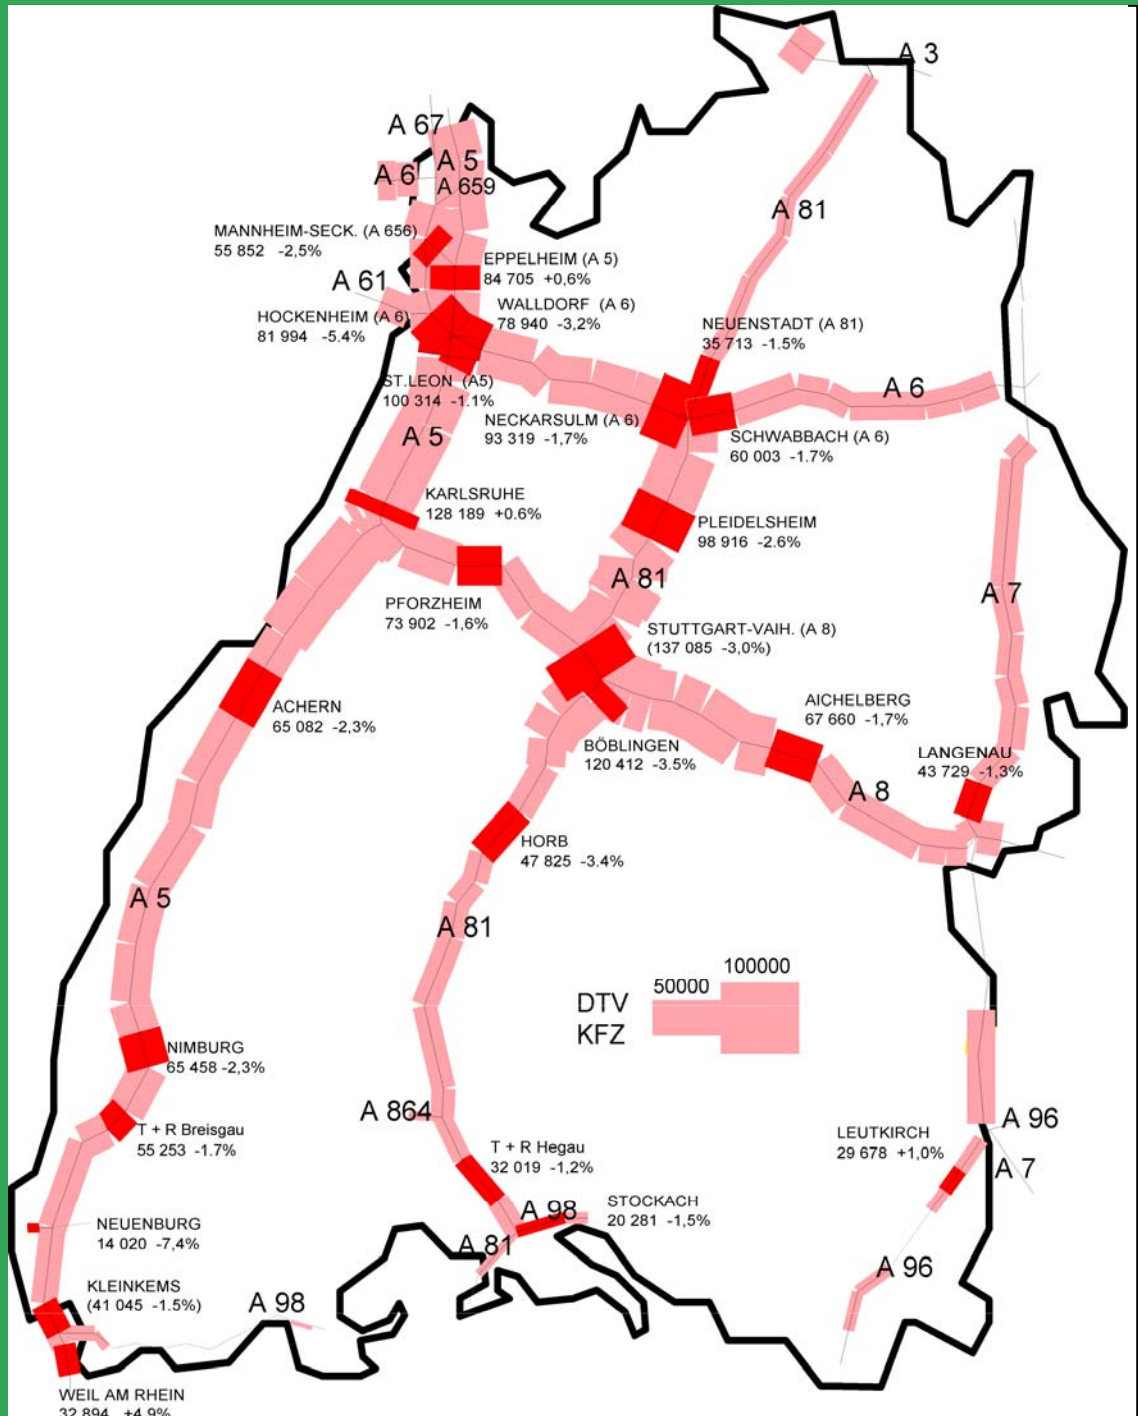 A 3
A 67
A 5
A 6
A 659
A 81
MANNHEIM-SECK. (A 656)
55 852 -2,5%
EPPELHEIM (A 5)
84 705 +0,6%
A 61
HOCKENHEIM (A 6)
81 994 -5.4%
WALLDORF (A 6)
78 940 -3,2%
NEUENSTADT (A 81)
35 713 -1.5%
ST.LEON (A5)
100 314 -1.1%
A 6
NECKARSULM (A 6)
93 319 -1,7%
SCHWABBACH (A 6)
60 003 -1.7%
A 5
KARLSRUHE
128 189 +0.6%
PLEIDELSHEIM
98 916 -2.6%
A 81
A 7
PFORZHEIM
73 902 -1,6%
STUTTGART-VAIH. (A 8)
(137 085 -3,0%)
ACHERN
65 082 -2,3%
AICHELBERG
67 660 -1,7%
BÖBLINGEN
120 412 -3.5%
LANGENAU
43 729 -1,3%
A 8
HORB
47 825 -3.4%
A 5
A 81
100000
50000
DTV
KFZ
NIMBURG
65 458 -2,3%
A 864
T + R Breisgau
55 253 -1.7%
A 96
LEUTKIRCH
29 678 +1,0%
A 7
T + R Hegau
32 019 -1,2%
STOCKACH
20 281 -1,5%
A 98
NEUENBURG
14 020 -7,4%
A 81
A 96
KLEINKEMS
(41 045 -1.5%)
A 98
WEIL AM RHEIN
32 894 +4,9%